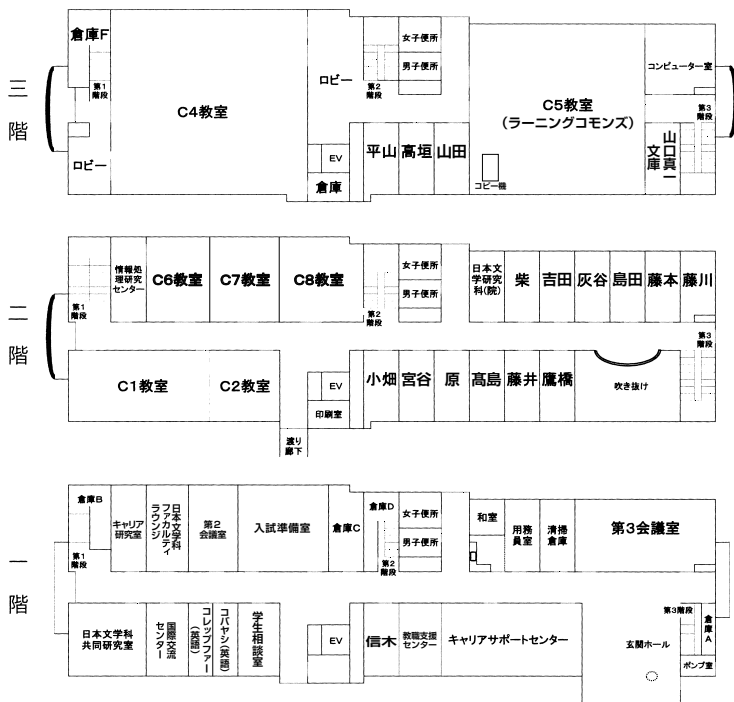 三階
倉庫F
第1
階段
ロビー
C4教室
ロビー
EV
倉庫
第2
階段
女子便所
男子便所
平山
高垣
山田
C5教室
(ラーニングコモンズ)
コピー機
コンピューター室
第3
階段
山口真一
文庫
二階
第1
階段
情報処
理研究
センター
C6教室
C7教室
C8教室
第2
階段
女子便所
男子便所
日本文
学研究
科(院)
柴
吉田
灰谷
島田
藤本
藤川
C1教室
C2教室
渡り
廊下
EV
印刷室
小畑
宮谷
原
髙島
藤井
鷹橋
吹き抜け
第3
階段
一階
倉庫B
第1
階段
キャリア
研究室
日本文学科
ファカルティ
ラウンジ
第2
会議室
入試準備室
倉庫C
倉庫D
第2
階段
女子便所
男子便所
和室
用務
員室
清掃
倉庫
第3会議室
日本文学科
共同研究室
国際交流
センター
コレップファー
(英語)
コバヤシ(英語)
学生相談室
EV
信木
教職支援
センター
キャリアサポートセンター
玄関ホール
第3階段
倉庫A
ポンプ室